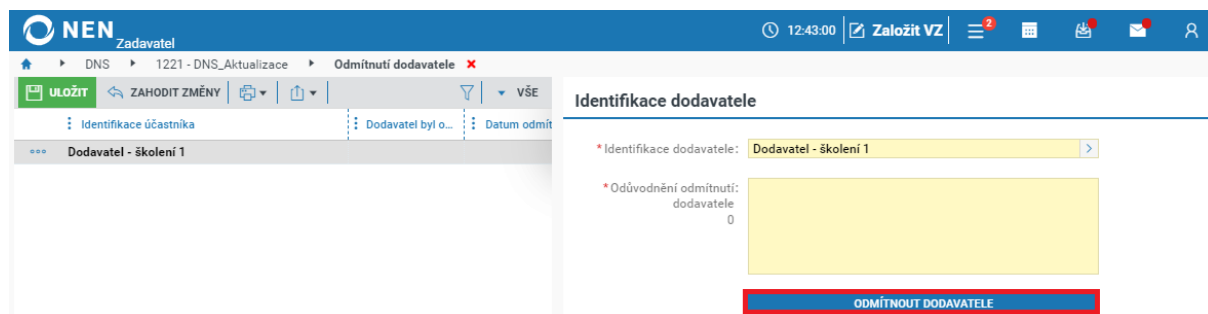 NEN Zadavatel 12:43:00 Založit VZ 2
DNS 1221 - DNS_Aktualizace Odmítnutí dodavatele
ULOŽIT ZAHODIT ZMĚNY VŠE
Identifikace dodavatele
Identifikace účastníka Dodavatel byl o... Datum odmít
*Identifikace dodavatele: Dodavatel - školení 1
Dodavatel - školení 1
*Odůvodnění odmítnutí:
dodavatele
0
ODMÍTNOUT DODAVATELE